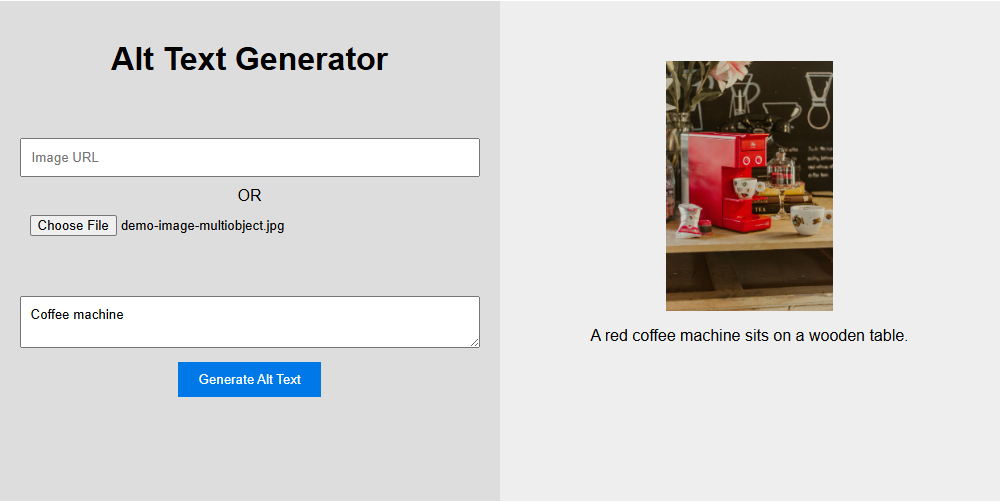 Alt Text Generator
Image URL
OR
Choose File demo-image-multiobject.jpg
Coffee machine
Generate Alt Text
TEA
A red coffee machine sits on a wooden table.